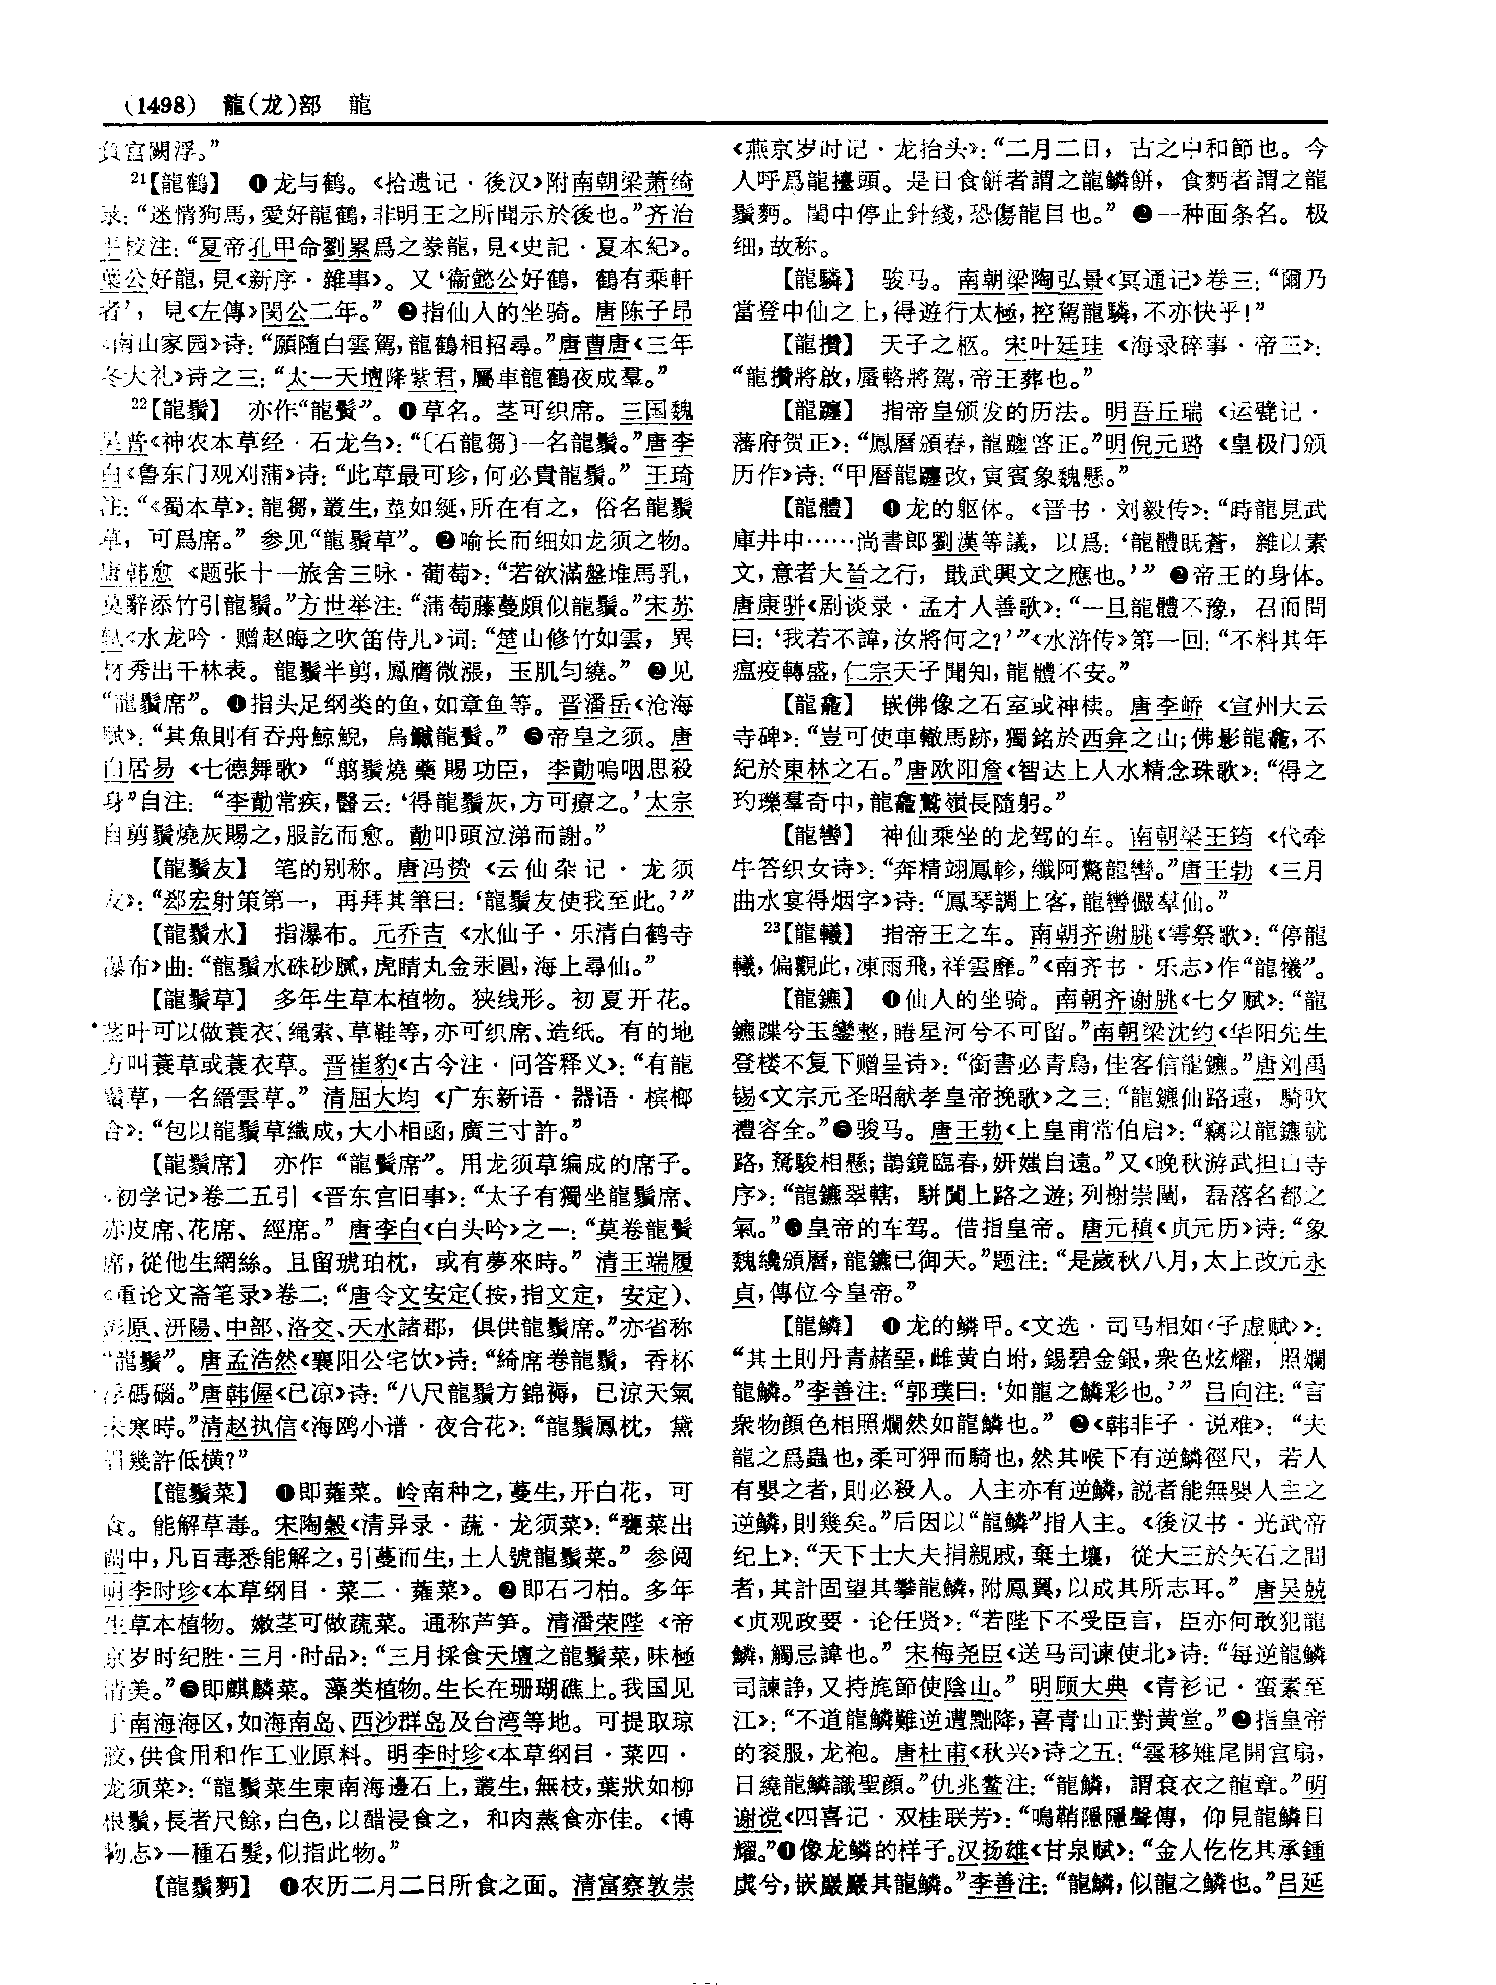 (1498) 龍(龙)部 龍
負宫闕浮。”
21【龍鹤】 ❶龙与鹤。《拾遗记·後汉》附南朝梁萧绮
录：“迷情狗馬，愛好龍鶴，非明王之所聞示於後也。”齐治
平校注：“夏帝孔甲命劉累爲之豢龍，見《史記·夏本紀》。
葉公好龍，見《新序·雜事》。又‘衞懿公好鶴，鶴有乘軒
者’，見《左傳》閔公二年。” ❷指仙人的坐骑。唐陈子昂
《南山家园》诗：“願隨白雲駕，龍鶴相招尋。”唐曹唐《三年
冬大礼》诗之三：“太一天壇降紫君，屬車龍鶴夜成羣。”
22【龍鬚】 亦作“龍鬢”。❶草名。茎可织席。三国魏
吴普《神农本草经·石龙刍》：“〔石龍芻〕一名龍鬚。”唐李
白《鲁东门观刈蒲》诗：“此草最可珍，何必貴龍鬚。” 王琦
注：“《蜀本草》：龍芻，叢生，莖如綖，所在有之，俗名龍鬚
草，可爲席。” 参见“龍鬚草”。❷喻长而细如龙须之物。
唐韩愈《题张十一旅舍三咏·葡萄》：“若欲滿盤堆馬乳，
莫辭添竹引龍鬚。”方世举注：“蒲萄藤蔓頗似龍鬚。”宋苏
轼《水龙吟·赠赵晦之吹笛侍儿》词：“楚山修竹如雲，異
材秀出千林表。龍鬚半剪，鳳膺微漲，玉肌匀繞。” ❸见
“龍鬚席”。❹指头足纲类的鱼，如章鱼等。晋潘岳《沧海
赋》：“其魚則有吞舟鯨鯢，烏鰂龍鬚。” ❺帝皇之须。唐
白居易《七德舞歌》“翦鬚燒藥賜功臣，李勣嗚咽思殺
身”自注：“李勣常疾，醫云：‘得龍鬚灰，方可療之。’太宗
自剪鬚燒灰賜之，服訖而愈。勣叩頭泣涕而謝。”
【龍鬚友】 笔的别称。唐冯贽《云仙杂记·龙须
友》：“郄宏射策第一，再拜其筆曰：‘龍鬚友使我至此。’”
【龍鬚水】 指瀑布。元乔吉《水仙子·乐清白鹤寺
瀑布》曲：“龍鬚水硃砂腻，虎睛丸金汞圓，海上尋仙。”
【龍鬚草】 多年生草本植物。狭线形。初夏开花。
茎叶可以做蓑衣、绳索、草鞋等，亦可织席、造纸。有的地
方叫蓑草或蓑衣草。晋崔豹《古今注·问答释义》：“有龍
鬚草，一名縉雲草。” 清屈大均《广东新语·器语·槟榔
合》：“包以龍鬚草織成，大小相函，廣三寸許。”
【龍鬚席】 亦作“龍鬢席”。用龙须草编成的席子。
《初学记》卷二五引《晋东宫旧事》：“太子有獨坐龍鬚席、
赤皮席、花席、經席。” 唐李白《白头吟》之一：“莫卷龍鬚
席，從他生網絲。且留琥珀枕，或有夢來時。” 清王端履
《重论文斋笔录》卷二：“唐令文安定（按，指文定，安定）、
彭原、汧陽、中部、洛交、天水諸郡，俱供龍鬚席。”亦省称
“龍鬚”。唐孟浩然《襄阳公宅饮》诗：“綺席卷龍鬚，香杯
浮碼碯。”唐韩偓《已凉》诗：“八尺龍鬚方錦褥，已涼天氣
未寒時。”清赵执信《海鸥小谱·夜合花》：“龍鬚鳳枕，黛
眉幾許低横？”
【龍鬚菜】 ❶即蕹菜。岭南种之，蔓生，开白花，可
食。能解草毒。宋陶穀《清异录·蔬·龙须菜》：“甕菜出
閩中，凡百毒悉能解之，引蔓而生，土人號龍鬚菜。” 参阅
明李时珍《本草纲目·菜二·蕹菜》。❷即石刁柏。多年
生草本植物。嫩茎可做蔬菜。通称芦笋。清潘荣陛《帝
京岁时纪胜·三月·时品》：“三月採食天壇之龍鬚菜，味極
清美。”❸即麒麟菜。藻类植物。生长在珊瑚礁上。我国见
于南海海区，如海南岛、西沙群岛及台湾等地。可提取琼
胶，供食用和作工业原料。明李时珍《本草纲目·菜四·
龙须菜》：“龍鬚菜生東南海邊石上，叢生，無枝，葉狀如柳
根鬚，長者尺餘，白色，以醋浸食之，和肉蒸食亦佳。《博
物志》一種石髮，似指此物。”
【龍鬚麪】 ❶农历二月二日所食之面。清富察敦崇
《燕京岁时记·龙抬头》：“二月二日，古之中和節也。今
人呼爲龍擡頭。是日食餅者謂之龍鱗餅，食麪者謂之龍
鬚麪。閨中停止針綫，恐傷龍目也。” ❷一种面条名。极
细，故称。
【龍驎】 骏马。南朝梁陶弘景《冥通记》卷三：“爾乃
當登中仙之上，得遊行太極，控駕龍驎，不亦快乎！”
【龍攢】 天子之柩。宋叶廷珪《海录碎事·帝王》：
“龍攢將啟，蜃輅將駕，帝王葬也。”
【龍躔】 指帝皇颁发的历法。明吾丘瑞《运甓记·
藩府贺正》：“鳳曆頒春，龍躔啓正。”明倪元璐《皇极门颁
历作》诗：“甲曆龍躔改，寅賓象魏懸。”
【龍體】 ❶龙的躯体。《晋书·刘毅传》：“時龍見武
庫井中……尚書郎劉漢等議，以爲：‘龍體既蒼，雜以素
文，意者大晉之行，戢武興文之應也。’” ❷帝王的身体。
唐康骈《剧谈录·孟才人善歌》：“一旦龍體不豫，召而問
曰：‘我若不諱，汝將何之？’”《水浒传》第一回：“不料其年
瘟疫轉盛，仁宗天子聞知，龍體不安。”
【龍龕】 嵌佛像之石室或神椟。唐李峤《宣州大云
寺碑》：“豈可使車轍馬跡，獨銘於西弇之山；佛影龍龕，不
紀於東林之石。”唐欧阳詹《智达上人水精念珠歌》：“得之
玓瓅羣奇中，龍龕鷲嶺長隨躬。”
【龍轡】 神仙乘坐的龙驾的车。南朝梁王筠《代牵
牛答织女诗》：“奔精翊鳳軫，纖阿驚龍轡。”唐王勃《三月
曲水宴得烟字》诗：“鳳琴調上客，龍轡儼羣仙。”
23【龍𨏥】 指帝王之车。南朝齐谢朓《雩祭歌》：“停龍
𨏥，偏觀此，凍雨飛，祥雲靡。”《南齐书·乐志》作“龍犧”。
【龍鑣】 ❶仙人的坐骑。南朝齐谢朓《七夕赋》：“龍
鑣蹀兮玉鑾整，睠星河兮不可留。”南朝梁沈约《华阳先生
登楼不复下赠呈诗》：“銜書必青鳥，佳客信龍鑣。”唐刘禹
锡《文宗元圣昭献孝皇帝挽歌》之三：“龍鑣仙路遠，騎吹
禮容全。”❷骏马。唐王勃《上皇甫常伯启》：“竊以龍鑣就
路，駑駿相懸；鵲鏡臨春，妍媸自遠。”又《晚秋游武担山寺
序》：“龍鑣翠轄，駢闐上路之遊；列榭崇闉，磊落名都之
氣。”❸皇帝的车驾。借指皇帝。唐元稹《贞元历》诗：“象
魏纔頒曆，龍鑣已御天。”题注：“是歲秋八月，太上改元永
貞，傳位今皇帝。”
【龍鱗】 ❶龙的鳞甲。《文选·司马相如〈子虚赋〉》：
“其土則丹青赭堊，雌黄白坿，錫碧金銀，衆色炫燿，照爛
龍鱗。”李善注：“郭璞曰：‘如龍之鱗彩也。’” 吕向注：“言
衆物顔色相照爛然如龍鱗也。” ❷《韩非子·说难》：“夫
龍之爲蟲也，柔可狎而騎也，然其喉下有逆鱗徑尺，若人
有嬰之者，則必殺人。人主亦有逆鱗，説者能無嬰人主之
逆鱗，則幾矣。”后因以“龍鱗”指人主。《後汉书·光武帝
纪上》：“天下士大夫捐親戚，棄土壤，從大王於矢石之間
者，其計固望其攀龍鱗，附鳳翼，以成其所志耳。” 唐吴兢
《贞观政要·论任贤》：“若陛下不受臣言，臣亦何敢犯龍
鱗，觸忌諱也。” 宋梅尧臣《送马司谏使北》诗：“每逆龍鱗
司諫諍，又持旄節使陰山。” 明顾大典《青衫记·蛮素至
江》：“不道龍鱗難逆遭黜降，喜青山正對黄堂。”❸指皇帝
的衮服，龙袍。唐杜甫《秋兴》诗之五：“雲移雉尾開宫扇，
日繞龍鱗識聖顔。”仇兆鳌注：“龍鱗，謂衮衣之龍章。”明
谢谠《四喜记·双桂联芳》：“鳴鞘隱隱聲傳，仰見龍鱗日
耀。”❹像龙鳞的样子。汉扬雄《甘泉赋》：“金人仡仡其承鍾
虡兮，嵌巖巖其龍鱗。”李善注：“龍鱗，似龍之鱗也。”吕延